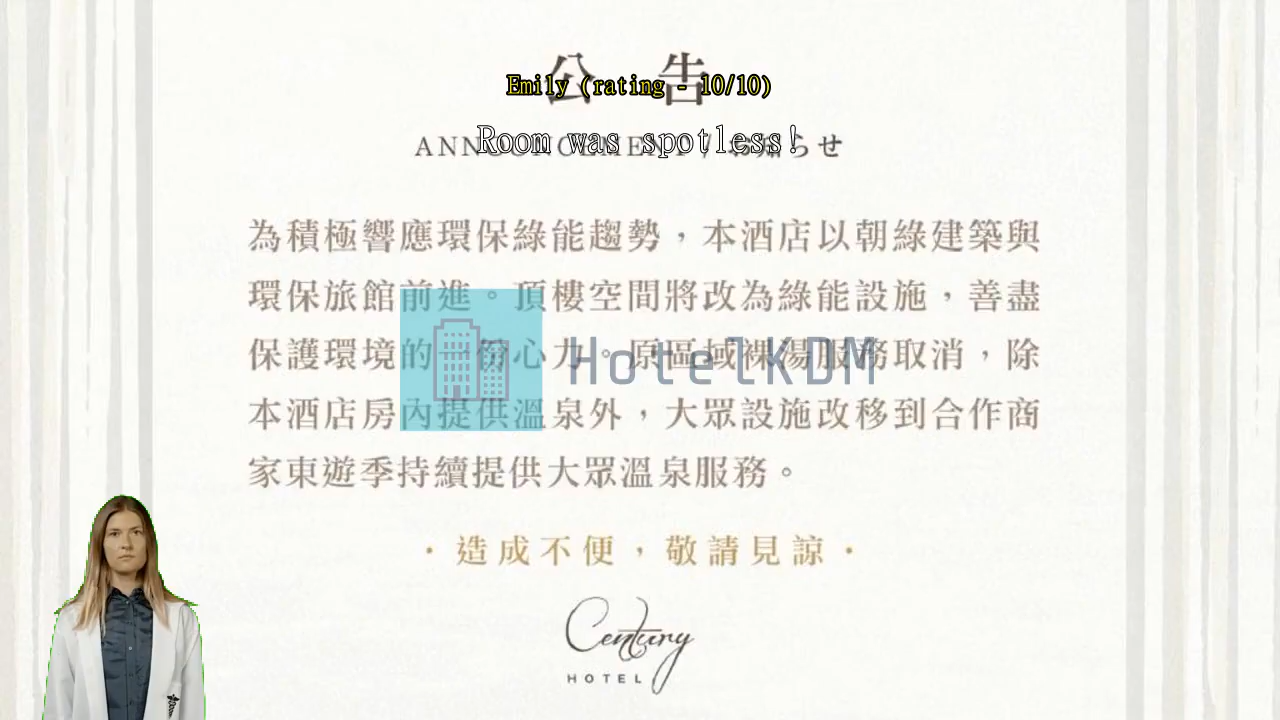 公 告
Emily (rating - 10/10)
Room was spotless!
ANNOUNCEMENT / お知らせ
為積極響應環保綠能趨勢，本酒店以朝綠建築與
環保旅館前進。頂樓空間將改為綠能設施，善盡
保護環境的一份心力。原區域裸湯服務取消，除
本酒店房內提供溫泉外，大眾設施改移到合作商
家東遊季持續提供大眾溫泉服務。
HotelKDM
·造成不便，敬請見諒·
Century
HOTEL